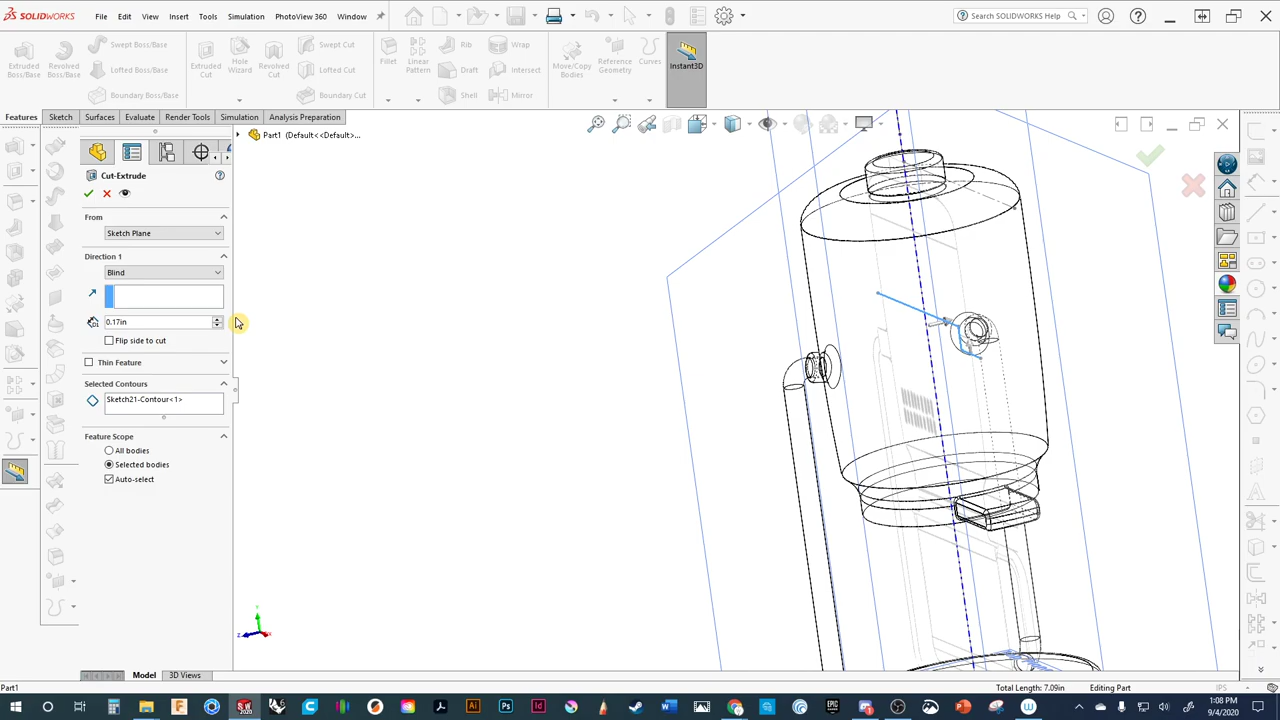 SOLIDWORKS
File Edit View Insert Tools Simulation PhotoView 360 Window
Search SOLIDWORKS Help
Extruded Boss/Base
Revolved Boss/Base
Swept Boss/Base
Lofted Boss/Base
Boundary Boss/Base
Extruded Cut
Hole Wizard
Revolved Cut
Swept Cut
Lofted Cut
Boundary Cut
Fillet
Linear Pattern
Rib
Draft
Shell
Wrap
Intersect
Mirror
Move/Copy Bodies
Reference Geometry
Curves
Instant3D
Features Sketch Surfaces Evaluate Render Tools Simulation Analysis Preparation
Part1 (Default<<Default>...
Cut-Extrude
From
Sketch Plane
Direction 1
Blind
0.17in
Flip side to cut
Thin Feature
Selected Contours
Sketch21-Contour<1>
Feature Scope
All bodies
Selected bodies
Auto-select
Model 3D Views
Part1 Total Length: 7.09in Editing Part IPS
1:08 PM
9/4/2020